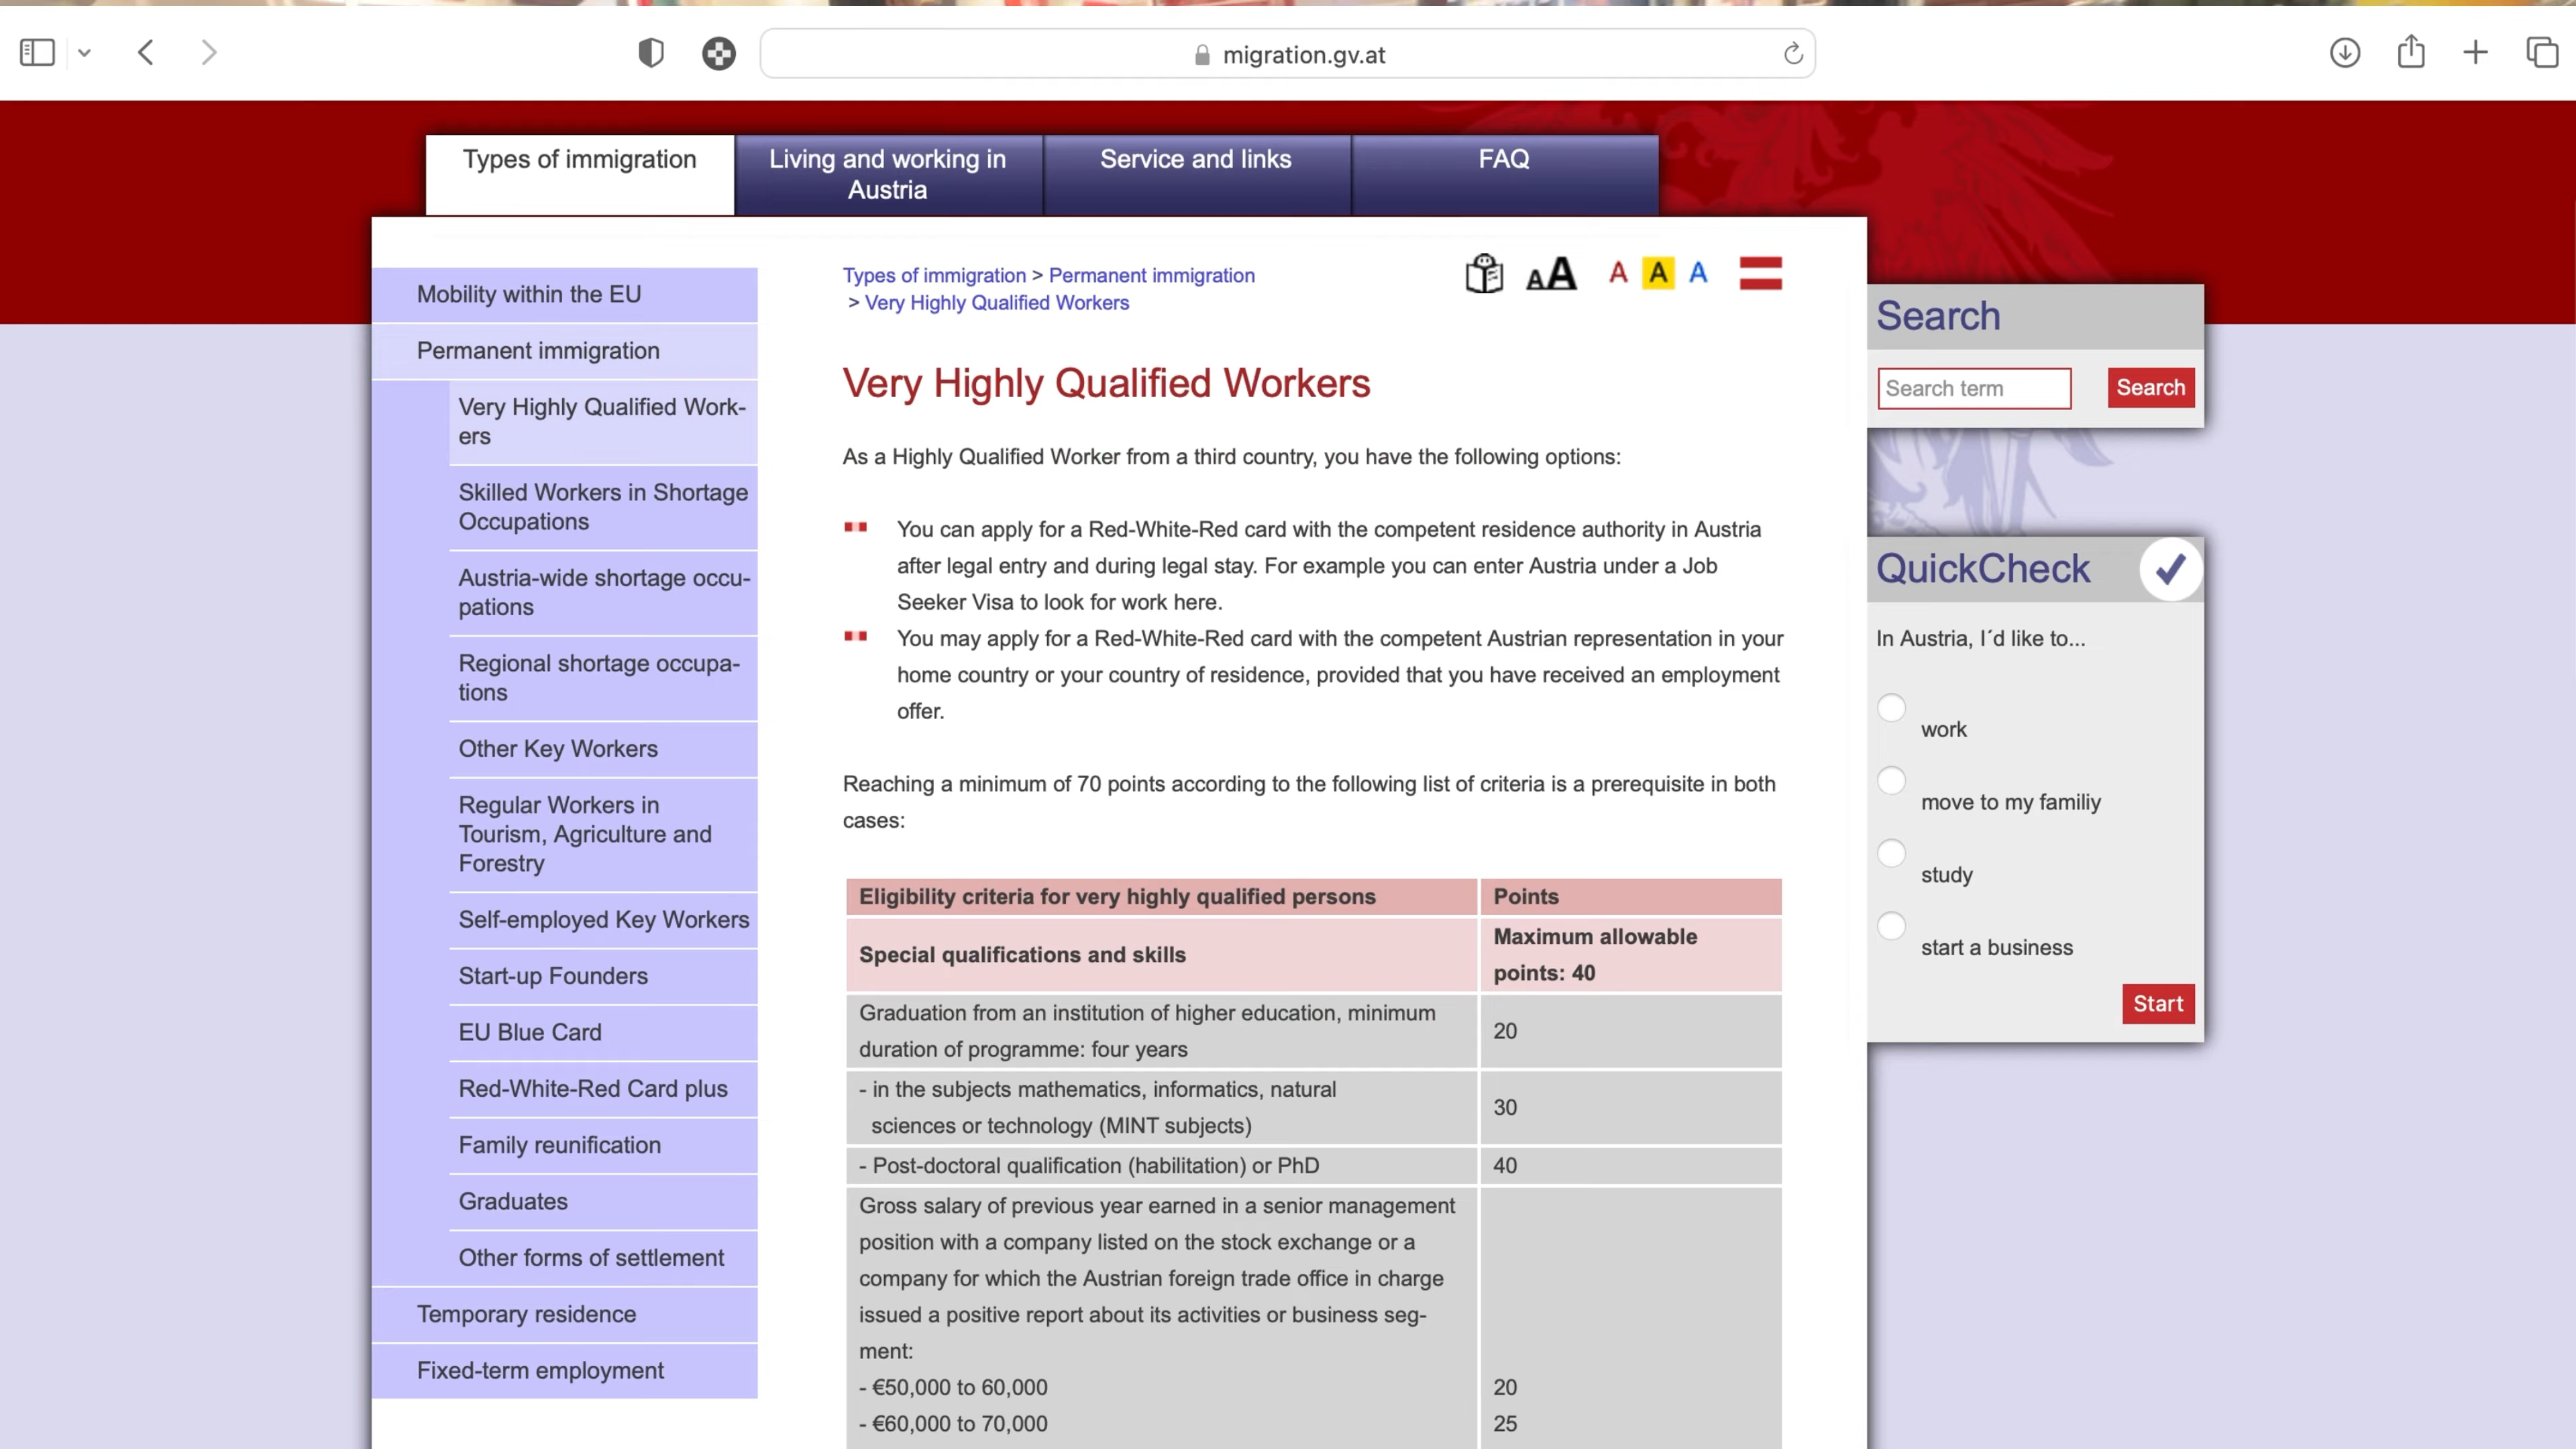 migration.gv.at
Types of immigration
Living and working in
Austria
Service and links
FAQ
Mobility within the EU
Permanent immigration
Very Highly Qualified Work-
ers
Skilled Workers in Shortage
Occupations
Austria-wide shortage occu-
pations
Regional shortage occupa-
tions
Other Key Workers
Regular Workers in
Tourism, Agriculture and
Forestry
Self-employed Key Workers
Start-up Founders
EU Blue Card
Red-White-Red Card plus
Family reunification
Graduates
Other forms of settlement
Temporary residence
Fixed-term employment
Types of immigration > Permanent immigration
> Very Highly Qualified Workers
AA A A A
Very Highly Qualified Workers
As a Highly Qualified Worker from a third country, you have the following options:
You can apply for a Red-White-Red card with the competent residence authority in Austria
after legal entry and during legal stay. For example you can enter Austria under a Job
Seeker Visa to look for work here.
You may apply for a Red-White-Red card with the competent Austrian representation in your
home country or your country of residence, provided that you have received an employment
offer.
Reaching a minimum of 70 points according to the following list of criteria is a prerequisite in both
cases:
Eligibility criteria for very highly qualified persons Points
Special qualifications and skills
Maximum allowable
points: 40
Graduation from an institution of higher education, minimum
duration of programme: four years
20
- in the subjects mathematics, informatics, natural
sciences or technology (MINT subjects)
30
- Post-doctoral qualification (habilitation) or PhD 40
Gross salary of previous year earned in a senior management
position with a company listed on the stock exchange or a
company for which the Austrian foreign trade office in charge
issued a positive report about its activities or business seg-
ment:
- €50,000 to 60,000 20
- €60,000 to 70,000 25
Search
Search term Search
QuickCheck
In Austria, I´d like to...
work
move to my familiy
study
start a business
Start